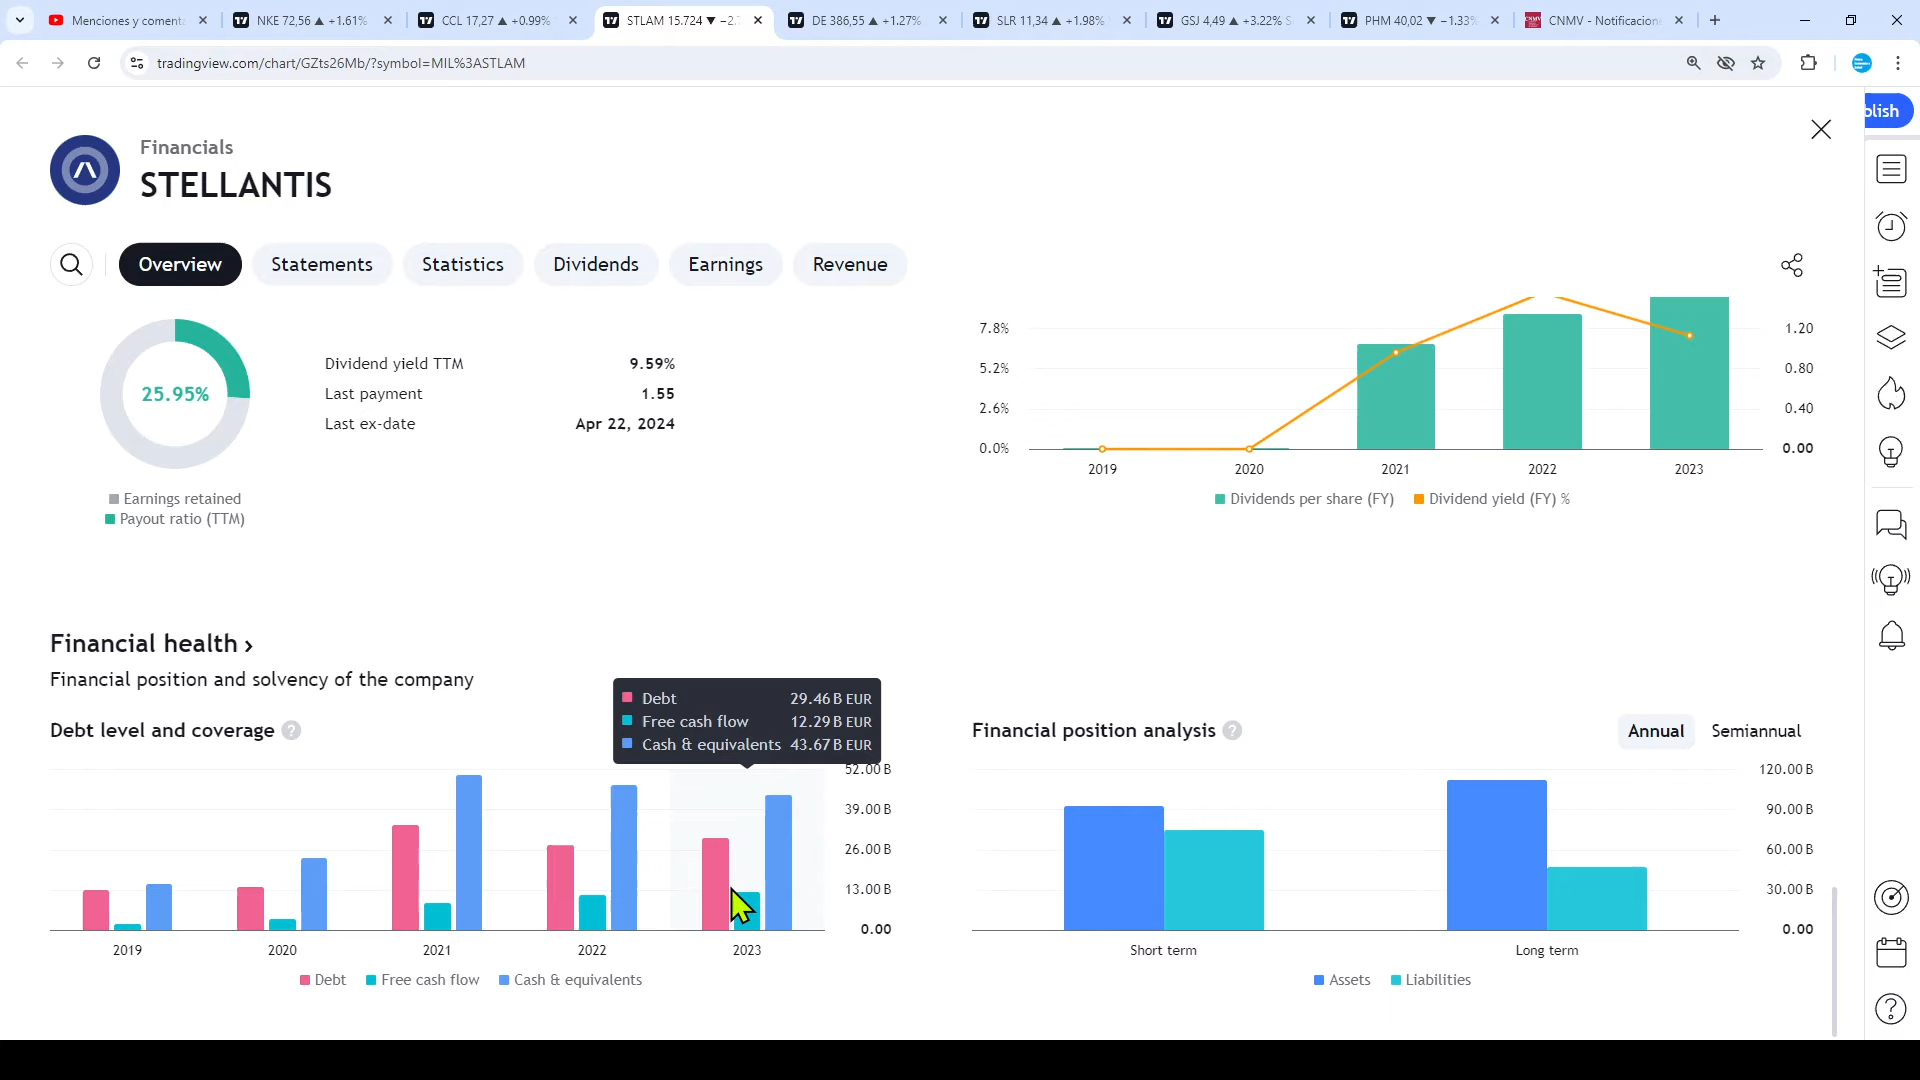 Menciones y coment
NKE 72,56 ▲ +1.61%
CCL 17,27 ▲ +0.99%
STLAM 15.724 ▼ −2.
DE 386,55 ▲ +1.27%
SLR 11,34 ▲ +1.98%
GSJ 4,49 ▲ +3.22% S
PHM 40,02 ▼ −1.33%
CNMV - Notificacion
tradingview.com/chart/GZts26Mb/?symbol=MIL%3ASTLAM
blish
Financials
STELLANTIS
Overview
Statements
Statistics
Dividends
Earnings
Revenue
25.95%
Earnings retained
Payout ratio (TTM)
Dividend yield TTM 9.59%
Last payment 1.55
Last ex-date Apr 22, 2024
7.8% 1.20
5.2% 0.80
2.6% 0.40
0.0% 0.00
2019 2020 2021 2022 2023
Dividends per share (FY) Dividend yield (FY) %
Financial health ›
Financial position and solvency of the company
Debt level and coverage ?
Debt 29.46 B EUR
Free cash flow 12.29 B EUR
Cash & equivalents 43.67 B EUR
52.00 B
39.00 B
26.00 B
13.00 B
0.00
2019 2020 2021 2022 2023
Debt Free cash flow Cash & equivalents
Financial position analysis ?
Annual Semiannual
120.00 B
90.00 B
60.00 B
30.00 B
0.00
Short term Long term
Assets Liabilities